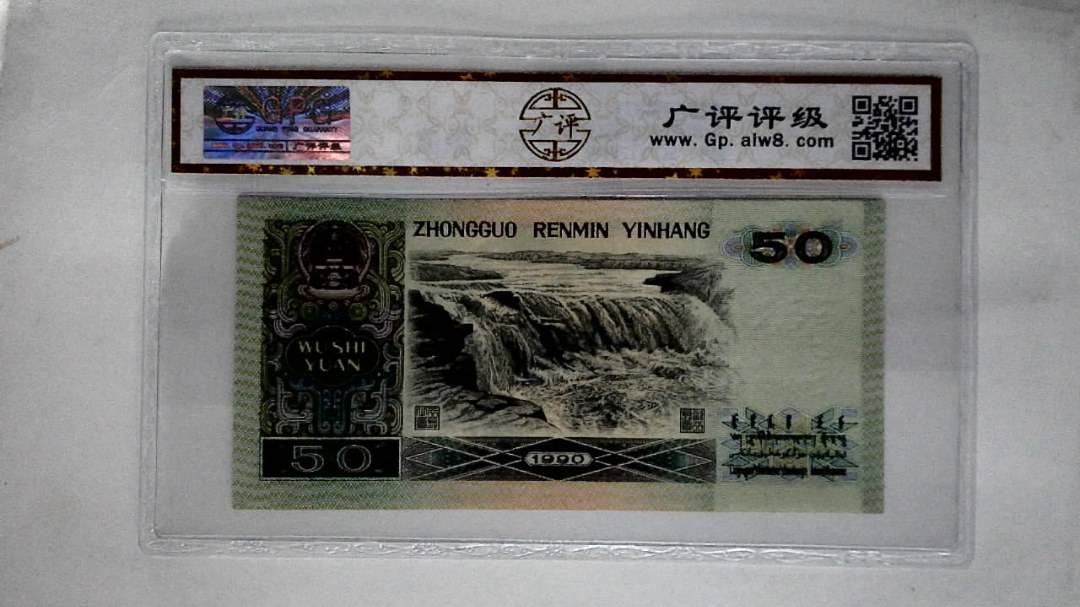 GPG
广评
广评评级
www. Gp. alw8. com
ZHONGGUO RENMIN YINHANG
50
WU SHI
YUAN
50
1990